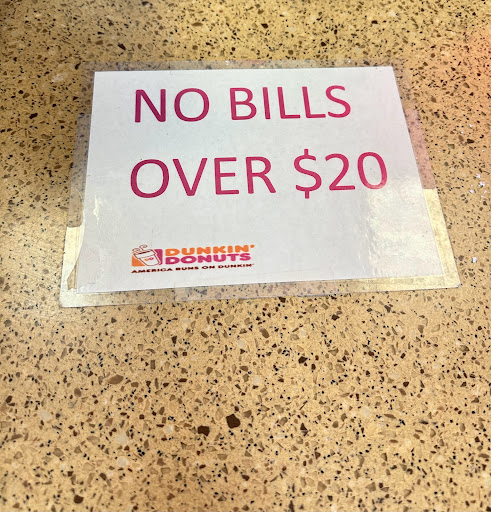 NO BILLS
OVER $20
DUNKIN'
DONUTS
AMERICA RUNS ON DUNKIN'